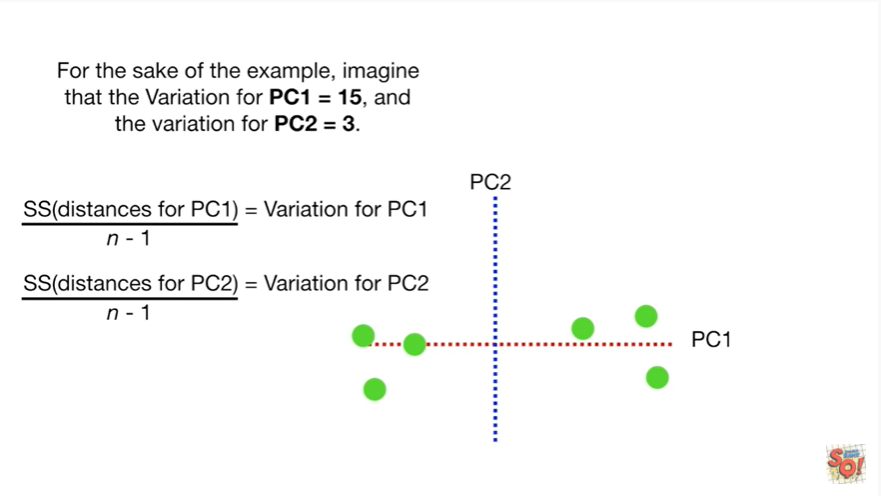 For the sake of the example, imagine
that the Variation for PC1 = 15, and
the variation for PC2 = 3.
PC2
SS(distances for PC1) = Variation for PC1
n - 1
SS(distances for PC2) = Variation for PC2
n - 1
PC1
SQ!